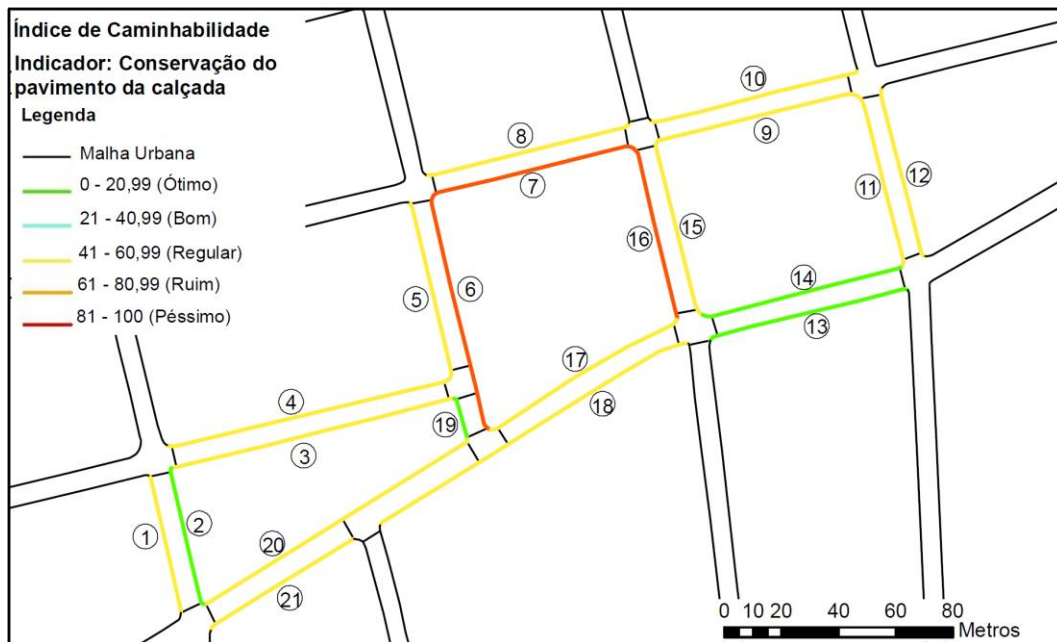 Índice de Caminhabilidade
Indicador: Conservação do
pavimento da calçada
Legenda
Malha Urbana
0 - 20,99 (Ótimo)
21 - 40,99 (Bom)
41 - 60,99 (Regular)
61 - 80,99 (Ruim)
81 - 100 (Péssimo)
10
8
9
7
12
11
15
16
5
6
14
13
17
18
4
19
3
1
2
20
21
0 10 20 40 60 80
Metros